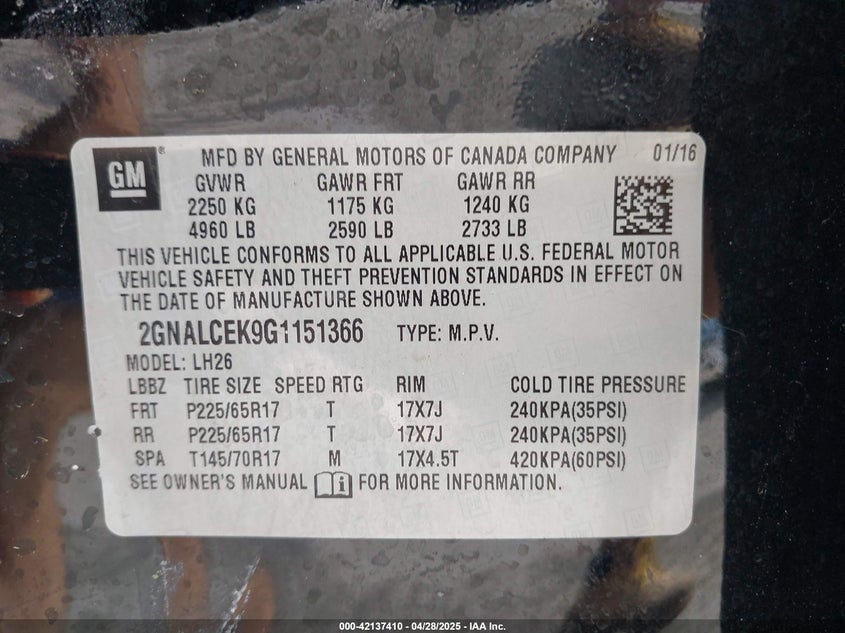 GM
MFD BY GENERAL MOTORS OF CANADA COMPANY 01/16
GVWR GAWR FRT GAWR RR
2250 KG 1175 KG 1240 KG
4960 LB 2590 LB 2733 LB
THIS VEHICLE CONFORMS TO ALL APPLICABLE U.S. FEDERAL MOTOR
VEHICLE SAFETY AND THEFT PREVENTION STANDARDS IN EFFECT ON
THE DATE OF MANUFACTURE SHOWN ABOVE.
2GNALCEK9G1151366 TYPE: M.P.V.
MODEL: LH26
LBBZ TIRE SIZE SPEED RTG RIM COLD TIRE PRESSURE
FRT P225/65R17 T 17X7J 240KPA(35PSI)
RR P225/65R17 T 17X7J 240KPA(35PSI)
SPA T145/70R17 M 17X4.5T 420KPA(60PSI)
SEE OWNER'S MANUAL i FOR MORE INFORMATION.
000-42137410 - 04/28/2025 - IAA Inc.